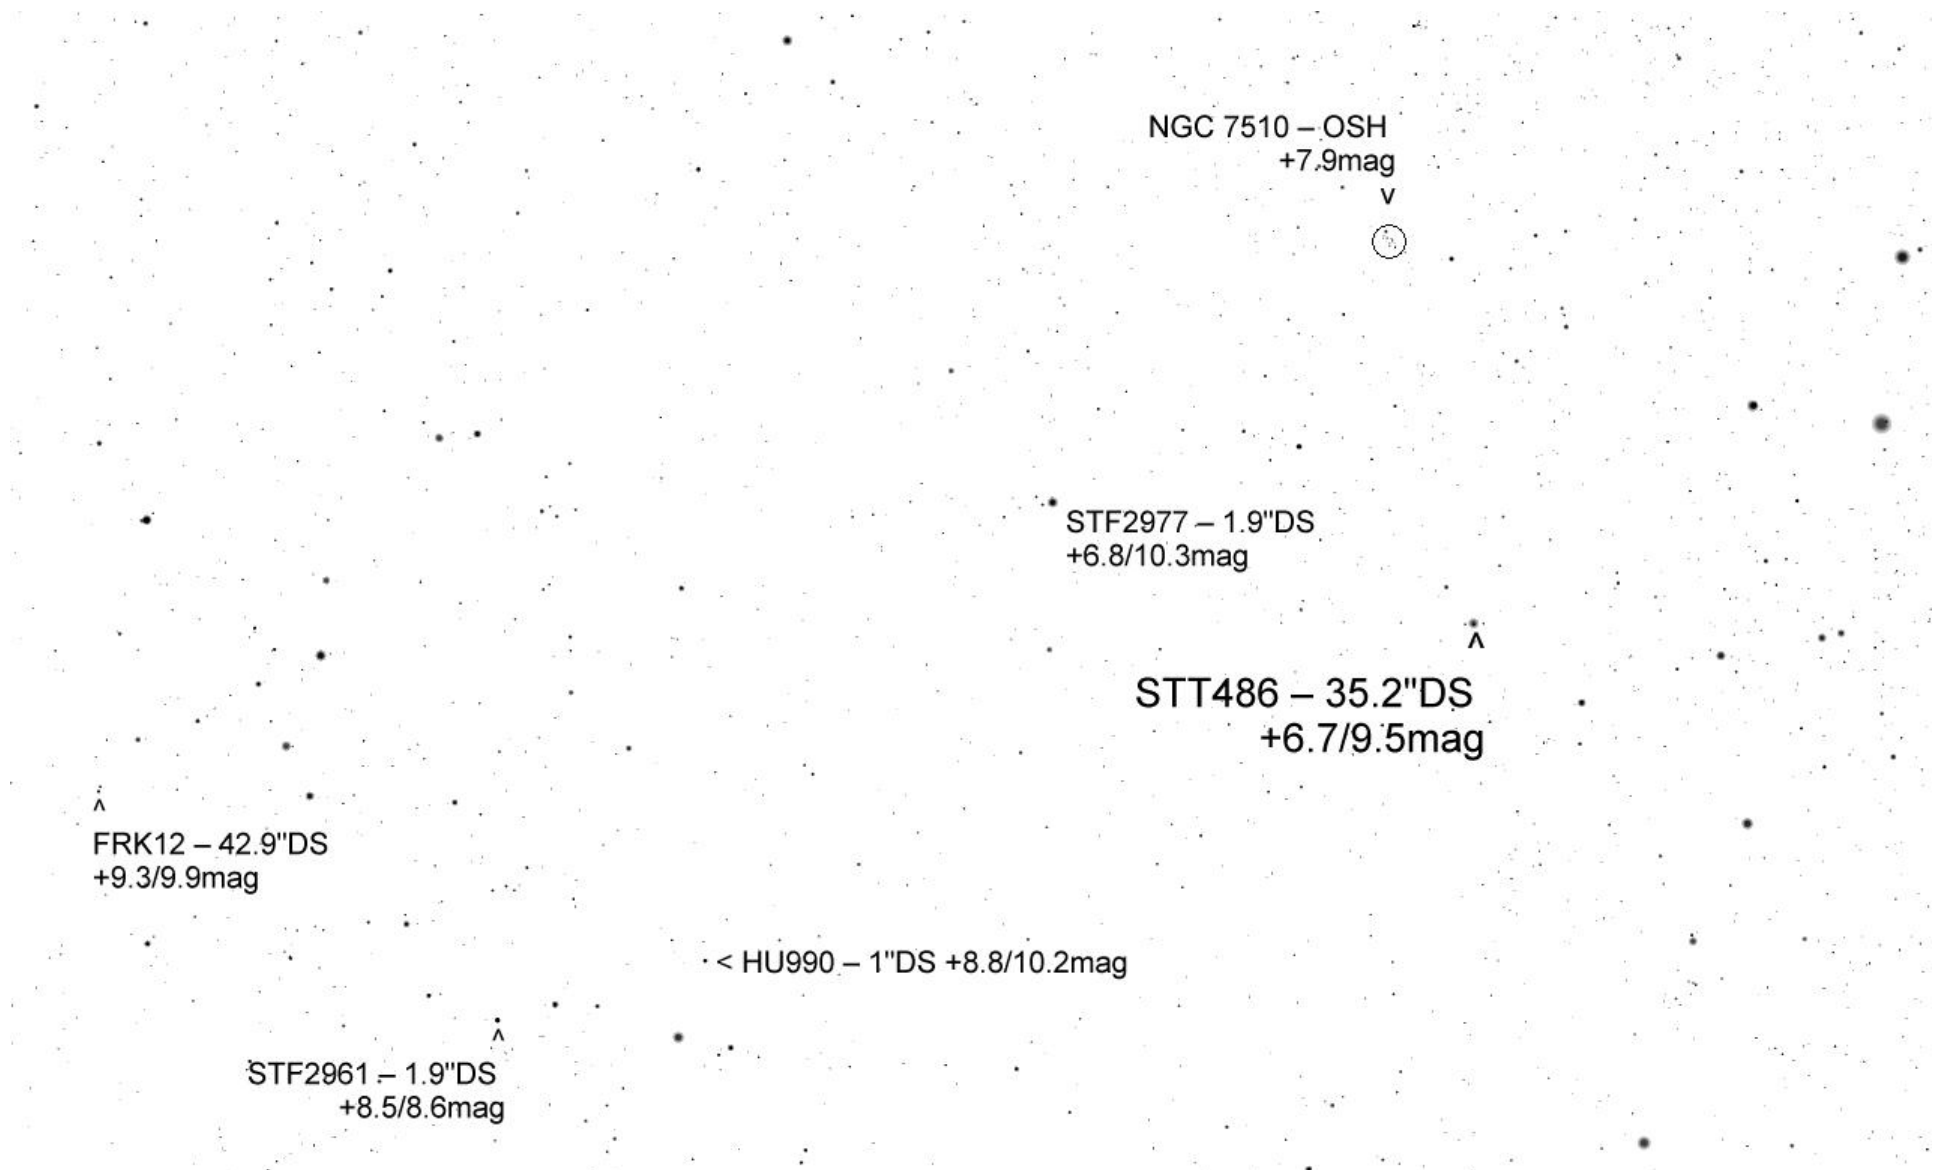 NGC 7510 – OSH
+7.9mag
v
STF2977 – 1.9"DS
+6.8/10.3mag
^
STT486 – 35.2"DS
+6.7/9.5mag
^
FRK12 – 42.9"DS
+9.3/9.9mag
< HU990 – 1"DS +8.8/10.2mag
^
STF2961 – 1.9"DS
+8.5/8.6mag